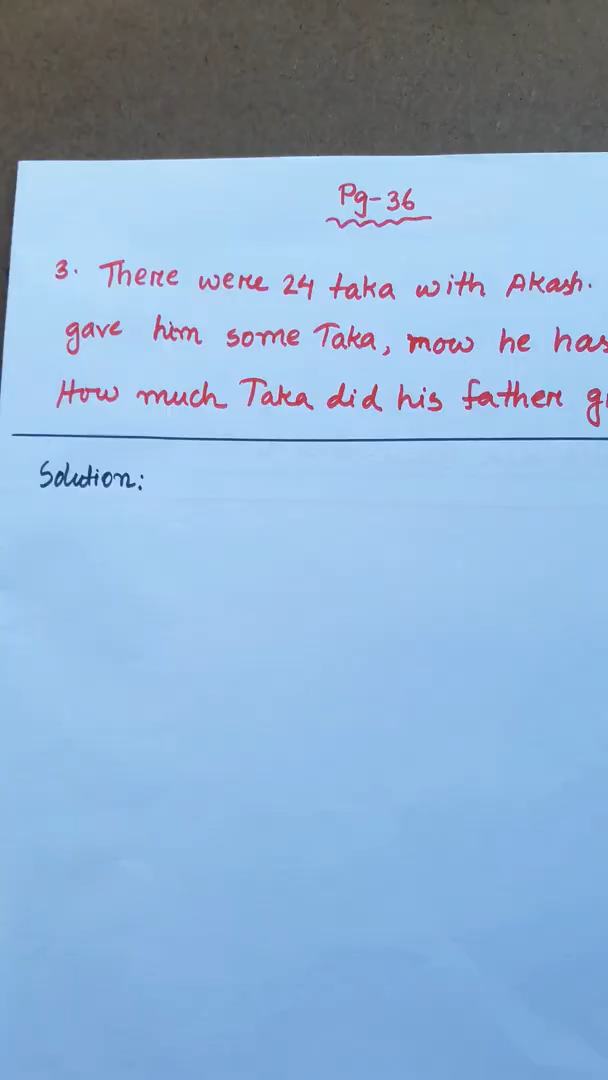 Pg-36
3. There were 24 taka with Akash.
gave him some Taka, now he has
How much Taka did his father
Solution: